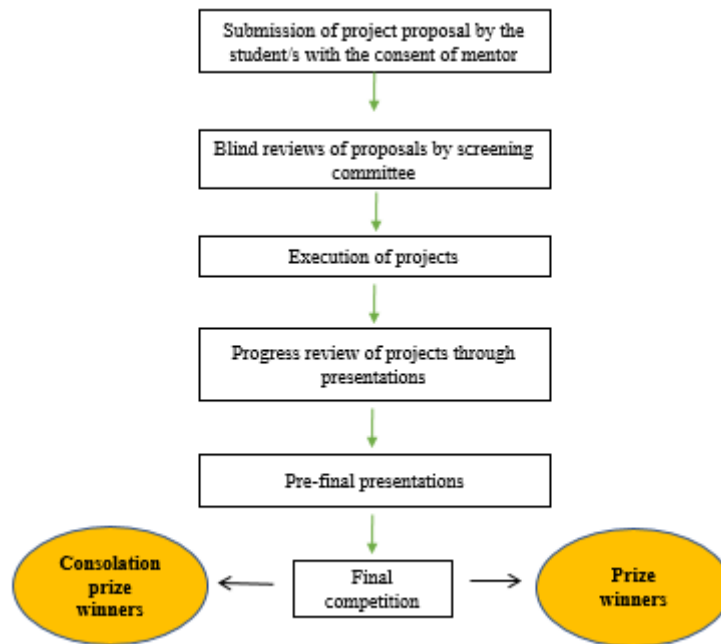 Submission of project proposal by the
student/s with the consent of mentor
Blind reviews of proposals by screening
committee
Execution of projects
Progress review of projects through
presentations
Pre-final presentations
Consolation
prize
winners
Final
competition
Prize
winners